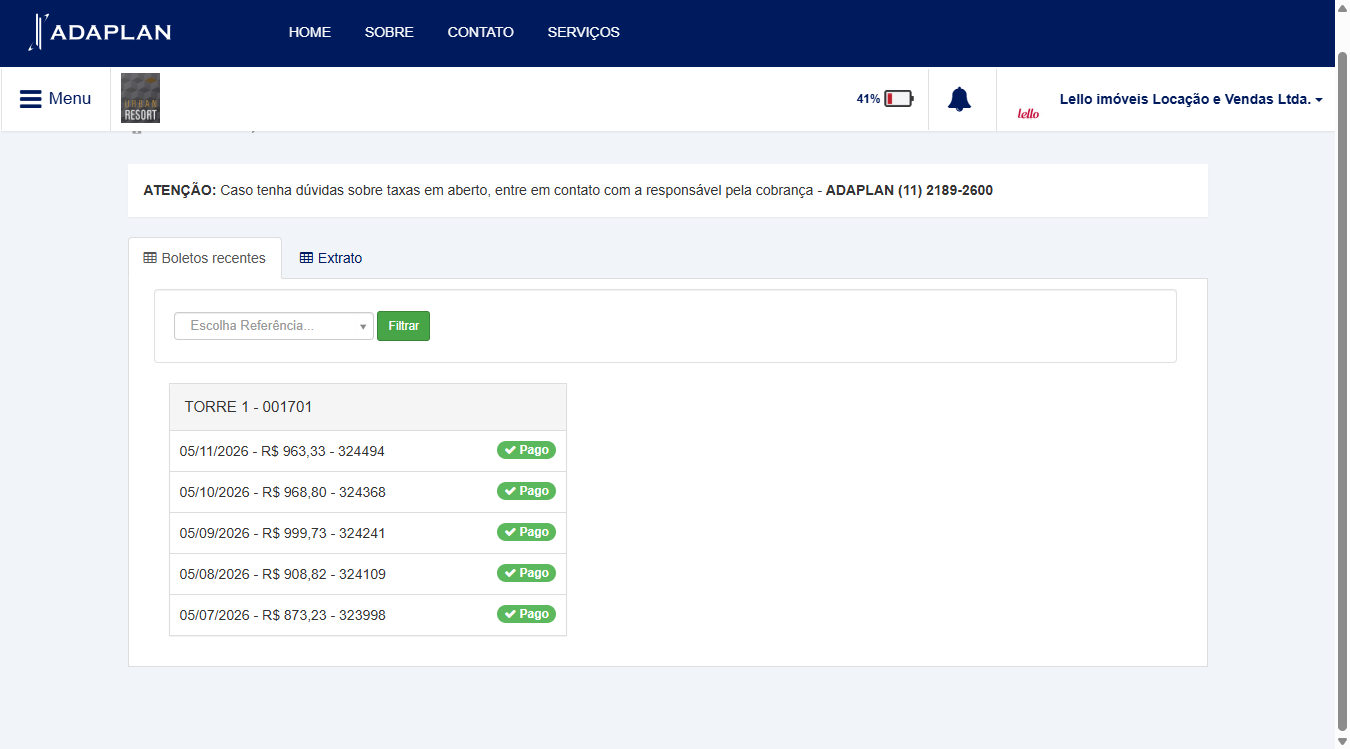 ADAPLAN
HOME SOBRE CONTATO SERVIÇOS
Menu
URBAN
RESORT
41%
lello
Lello imóveis Locação e Vendas Ltda.
ATENÇÃO: Caso tenha dúvidas sobre taxas em aberto, entre em contato com a responsável pela cobrança - ADAPLAN (11) 2189-2600
Boletos recentes
Extrato
Escolha Referência...
Filtrar
TORRE 1 - 001701
05/11/2026 - R$ 963,33 - 324494 Pago
05/10/2026 - R$ 968,80 - 324368 Pago
05/09/2026 - R$ 999,73 - 324241 Pago
05/08/2026 - R$ 908,82 - 324109 Pago
05/07/2026 - R$ 873,23 - 323998 Pago